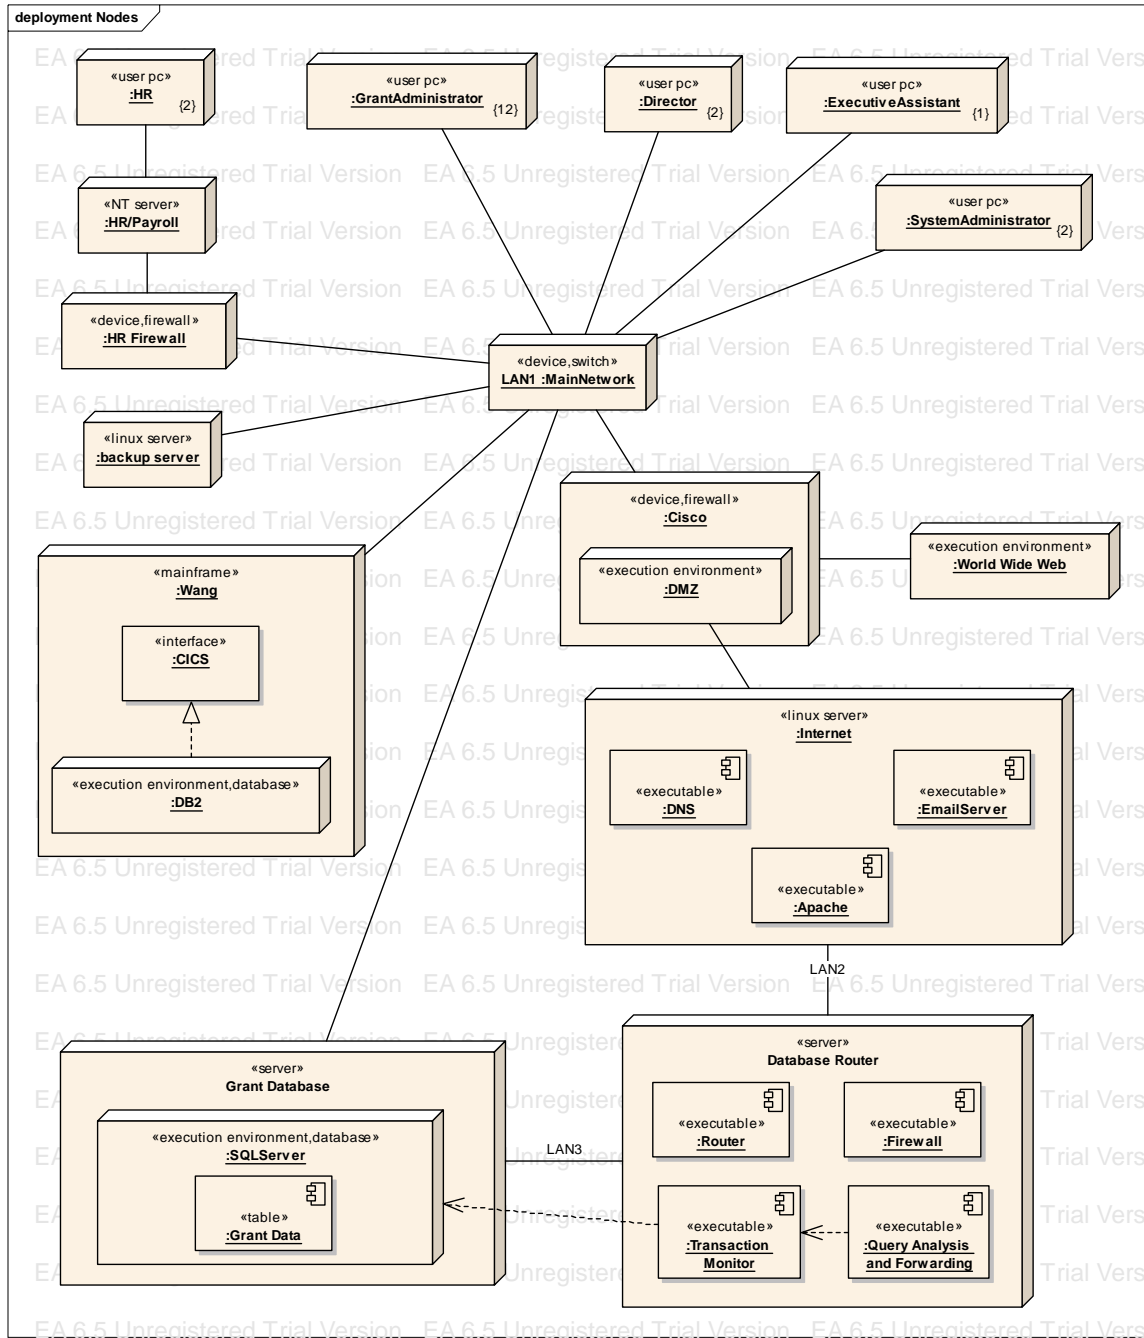 deployment Nodes
«user pc»
:HR
{2}
«user pc»
:GrantAdministrator
{12}
«user pc»
:Director
{2}
«user pc»
:ExecutiveAssistant
{1}
«NT server»
:HR/Payroll
«user pc»
:SystemAdministrator
{2}
«device,firewall»
:HR Firewall
«device,switch»
LAN1 :MainNetwork
«linux server»
:backup server
«device,firewall»
:Cisco
«execution environment»
:DMZ
«execution environment»
:World Wide Web
«mainframe»
:Wang
«interface»
:CICS
«execution environment,database»
:DB2
«linux server»
:Internet
«executable»
:DNS
«executable»
:EmailServer
«executable»
:Apache
LAN2
«server»
Grant Database
«execution environment,database»
:SQLServer
«table»
:Grant Data
LAN3
«server»
Database Router
«executable»
:Router
«executable»
:Firewall
«executable»
:Transaction
Monitor
«executable»
:Query Analysis
and Forwarding
EA 6.5 Unregistered Trial Version